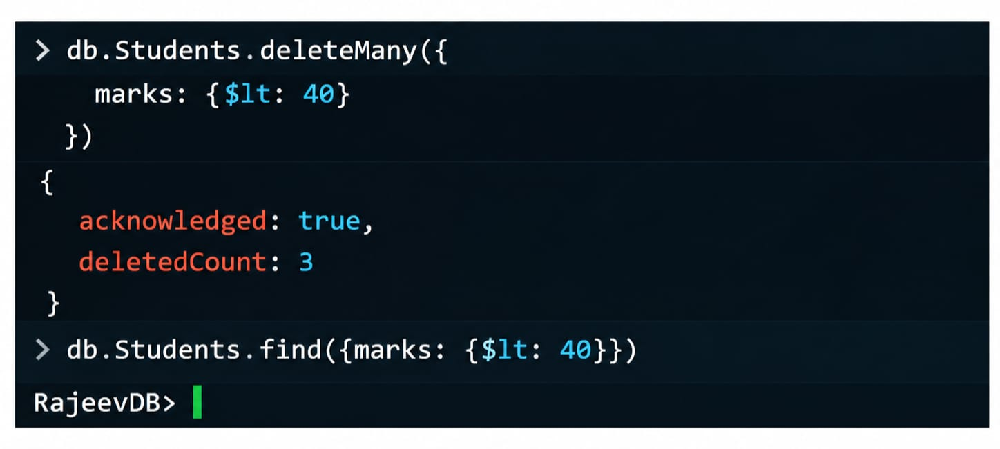 > db.Students.deleteMany({
marks: {$lt: 40}
})
{
acknowledged: true,
deletedCount: 3
}
> db.Students.find({marks: {$lt: 40}})
RajeevDB>